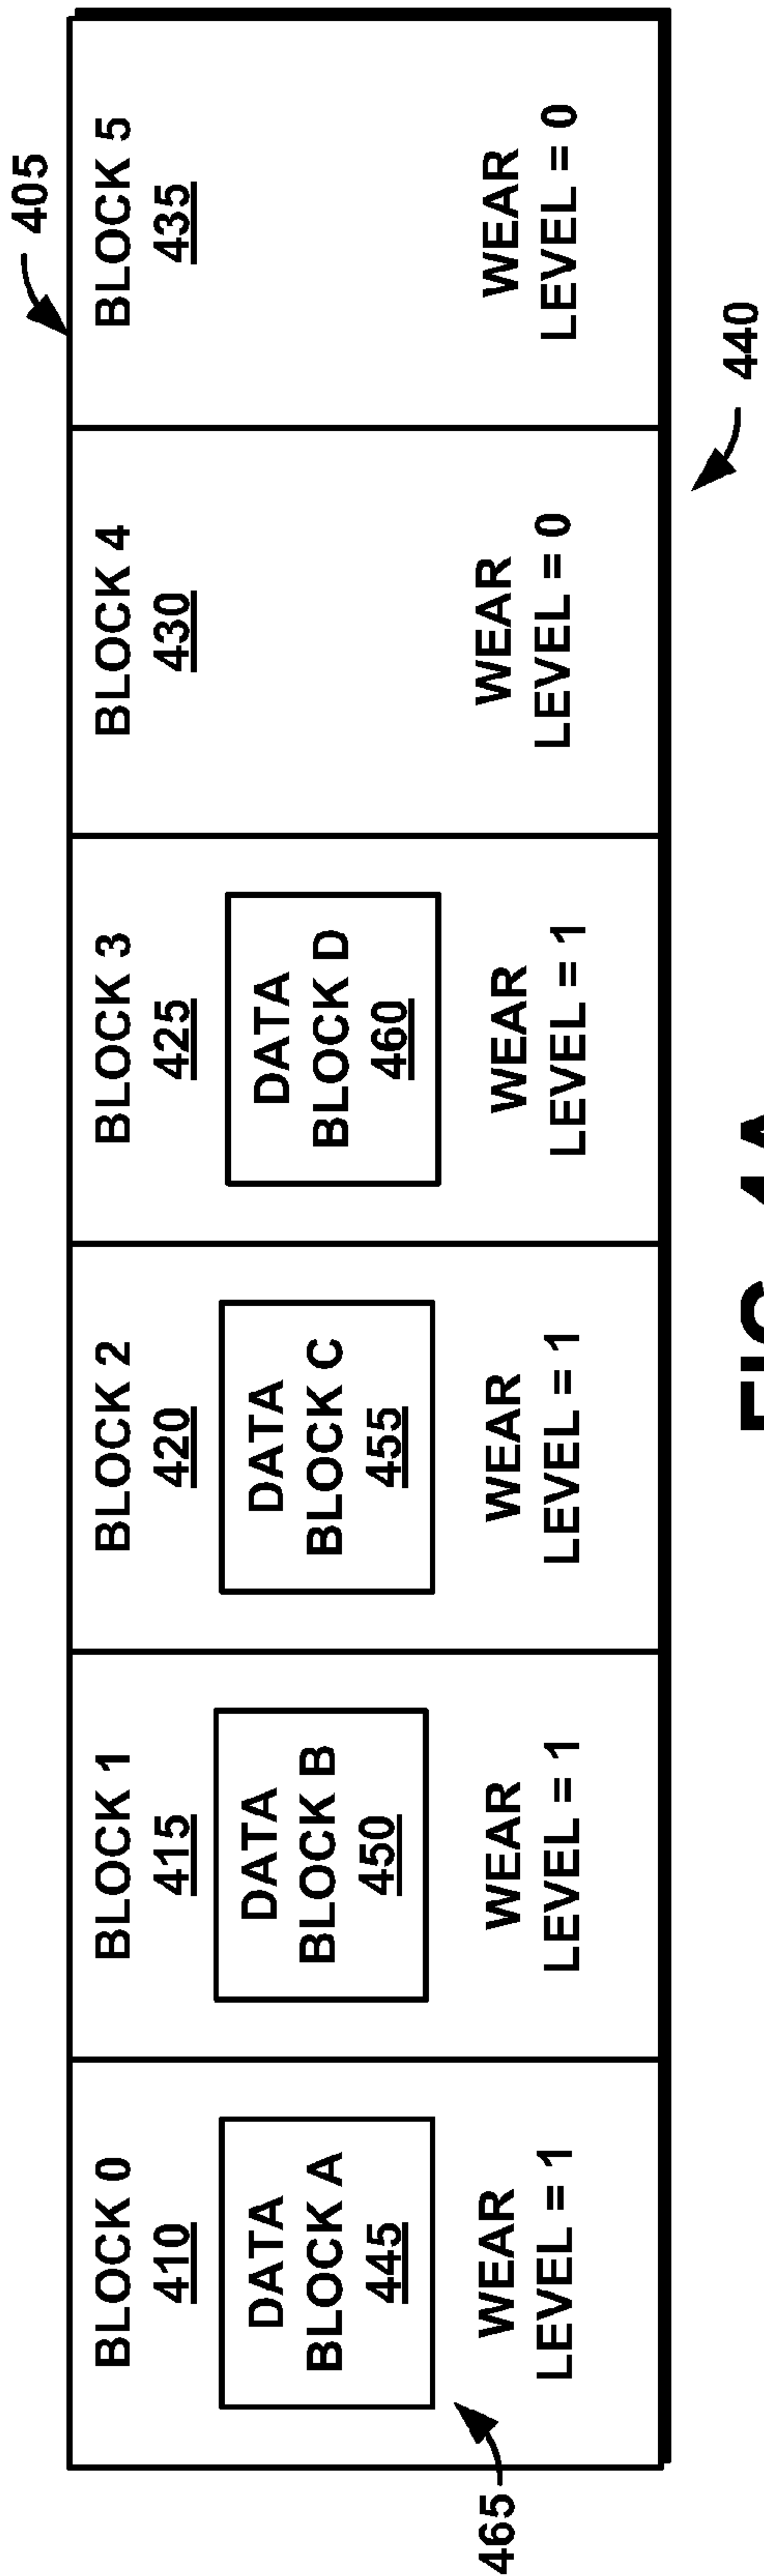 405
BLOCK 0
410
DATA
BLOCK A
445
WEAR
LEVEL = 1
BLOCK 1
415
DATA
BLOCK B
450
WEAR
LEVEL = 1
BLOCK 2
420
DATA
BLOCK C
455
WEAR
LEVEL = 1
BLOCK 3
425
DATA
BLOCK D
460
WEAR
LEVEL = 1
BLOCK 4
430
WEAR
LEVEL = 0
BLOCK 5
435
WEAR
LEVEL = 0
465
440